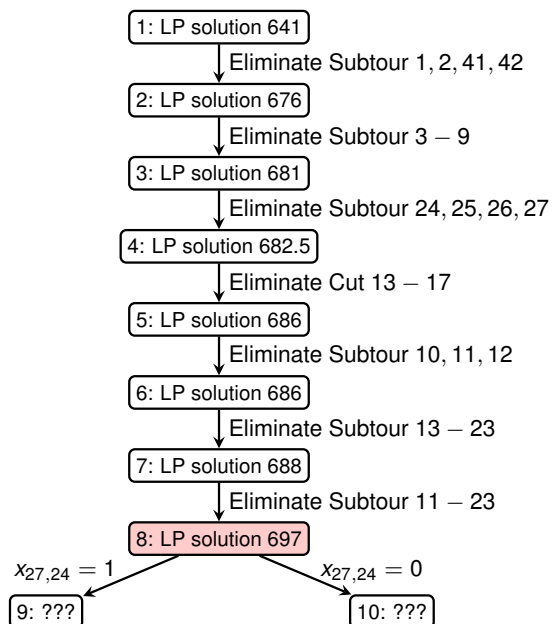 1: LP solution 641
Eliminate Subtour 1, 2, 41, 42
2: LP solution 676
Eliminate Subtour 3 − 9
3: LP solution 681
Eliminate Subtour 24, 25, 26, 27
4: LP solution 682.5
Eliminate Cut 13 − 17
5: LP solution 686
Eliminate Subtour 10, 11, 12
6: LP solution 686
Eliminate Subtour 13 − 23
7: LP solution 688
Eliminate Subtour 11 − 23
8: LP solution 697
x27,24 = 1 x27,24 = 0
9: ??? 10: ???